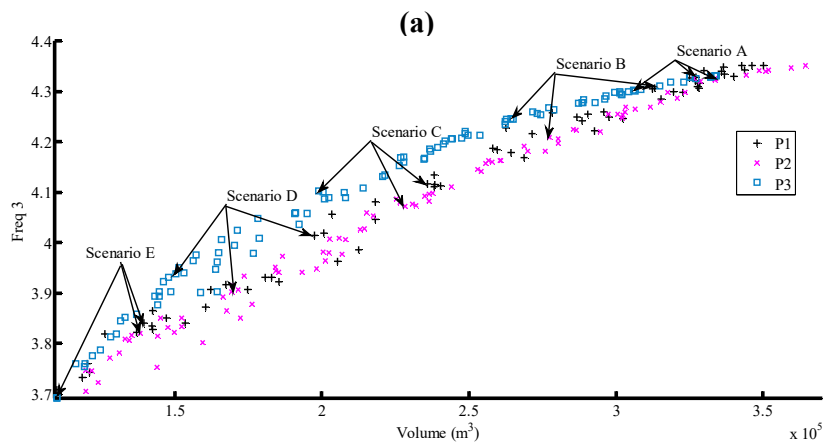 (a)
4.4
Scenario A
Scenario B
4.3
4.2
Scenario C
P1
P2
P3
4.1
Scenario D
Freq 3
4
Scenario E
3.9
3.8
3.7
1.5
2
2.5
3
3.5
Volume (m³)
x 10⁵